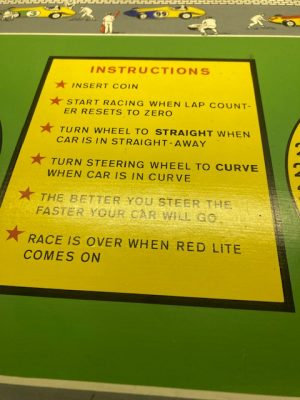 INSTRUCTIONS
INSERT COIN
START RACING WHEN LAP COUNT-
ER RESETS TO ZERO
TURN WHEEL TO STRAIGHT WHEN
CAR IS IN STRAIGHT-AWAY
TURN STEERING WHEEL TO CURVE
WHEN CAR IS IN CURVE
THE BETTER YOU STEER THE
FASTER YOUR CAR WILL GO
RACE IS OVER WHEN RED LITE
COMES ON